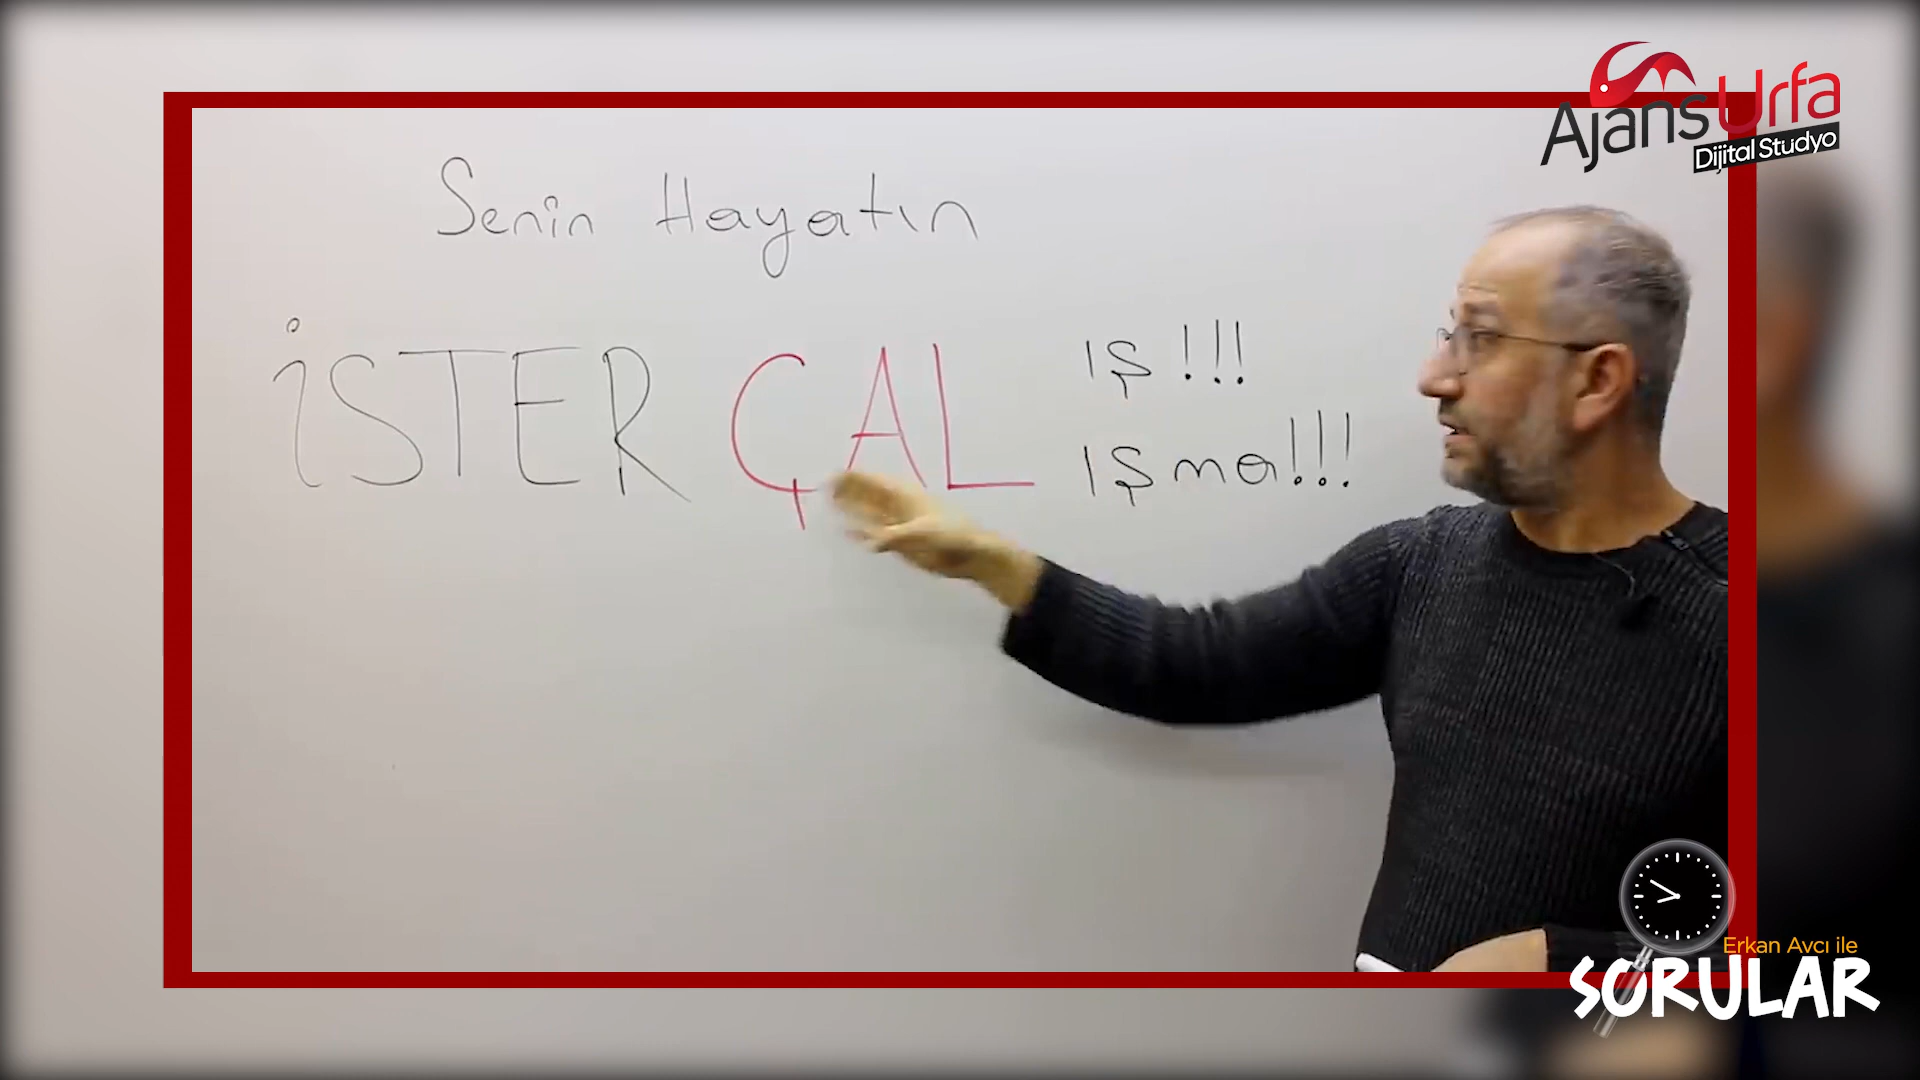 Ajans Urfa
Dijital Studyo
Senin Hayatın
İSTER ÇAL
ış!!!
ışma!!!
Erkan Avcı ile
SORULAR